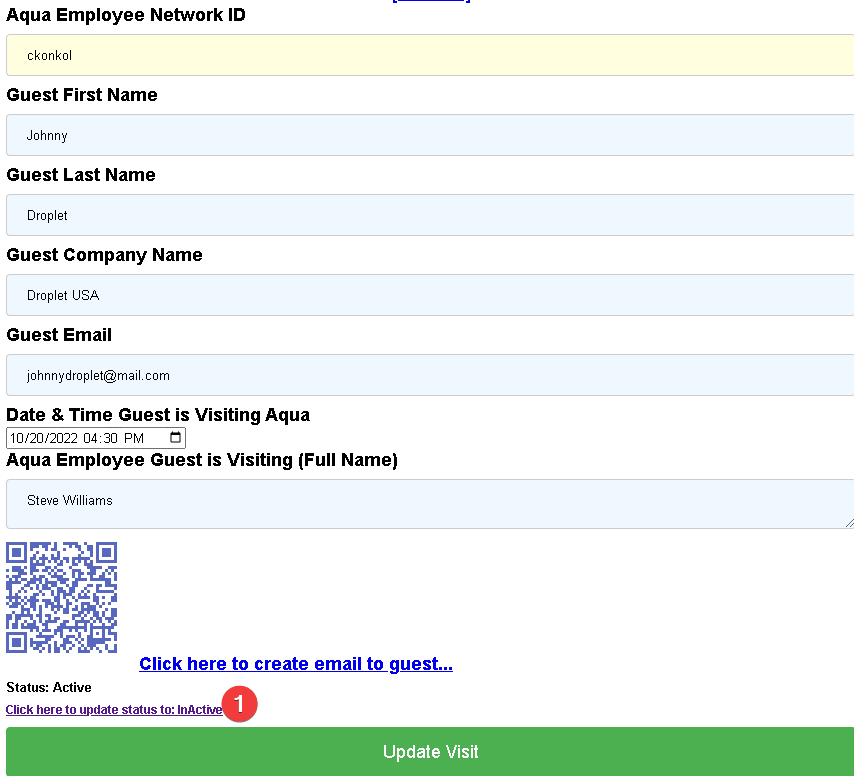 Aqua Employee Network ID
ckonkol
Guest First Name
Johnny
Guest Last Name
Droplet
Guest Company Name
Droplet USA
Guest Email
johnnydroplet@mail.com
Date & Time Guest is Visiting Aqua
10/20/2022 04:30 PM
Aqua Employee Guest is Visiting (Full Name)
Steve Williams
Click here to create email to guest...
Status: Active
Click here to update status to: InActive 1
Update Visit